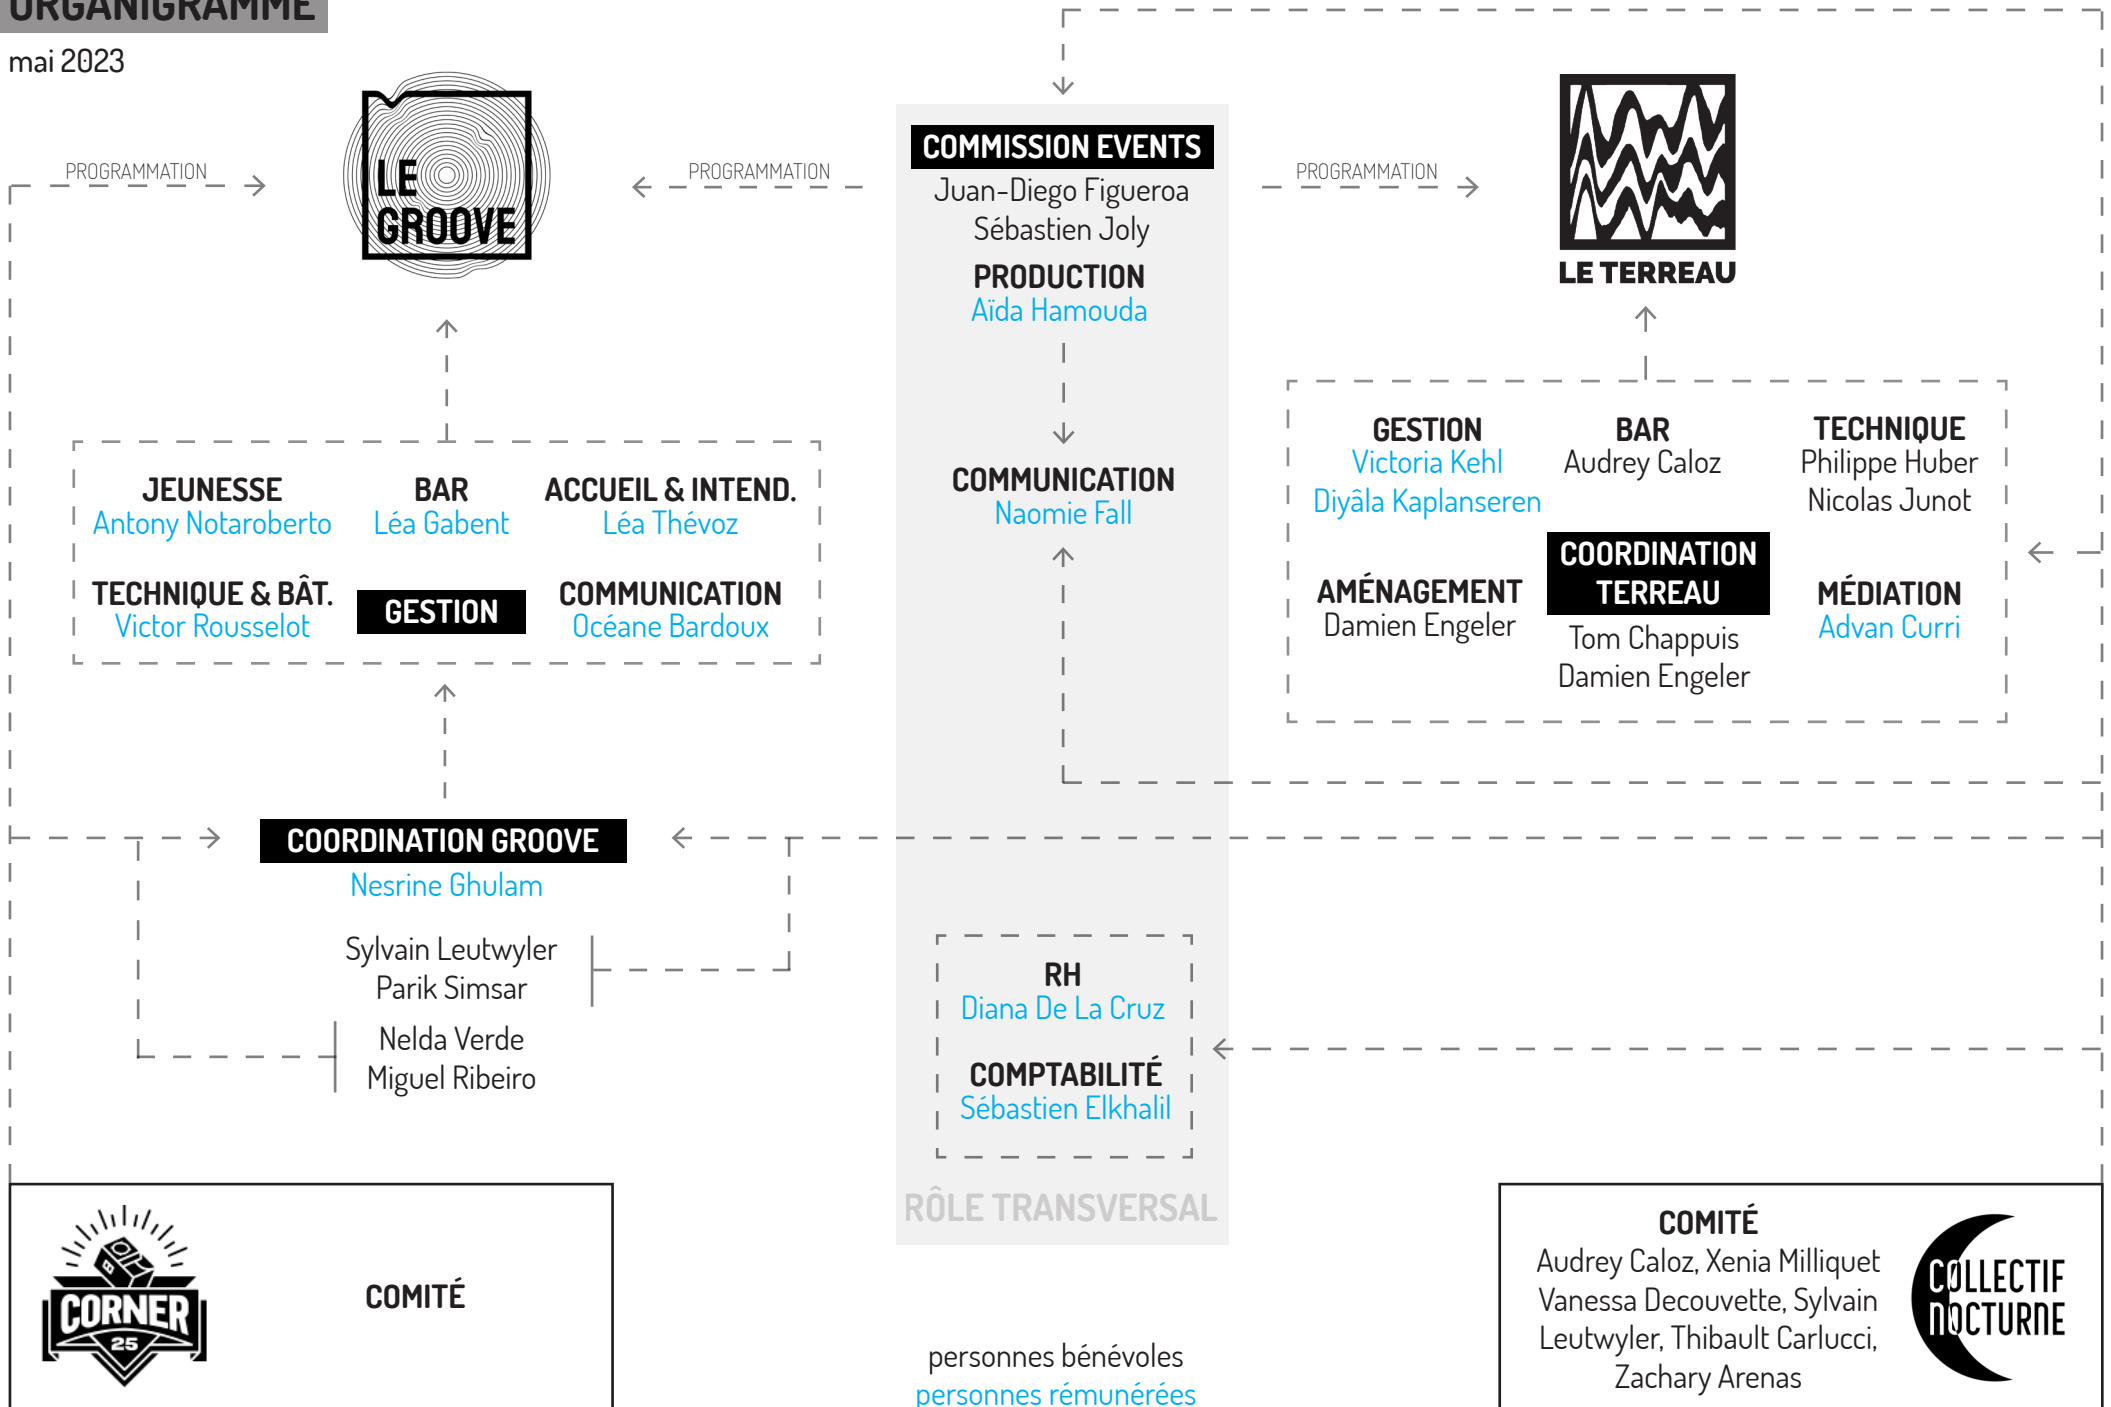 ORGANIGRAMME
mai 2023
PROGRAMMATION
LE
GROOVE
PROGRAMMATION
COMMISSION EVENTS
Juan-Diego Figueroa
Sébastien Joly
PRODUCTION
Aïda Hamouda
COMMUNICATION
Naomie Fall
PROGRAMMATION
LE TERREAU
JEUNESSE
Antony Notaroberto
BAR
Léa Gabent
ACCUEIL & INTEND.
Léa Thévoz
TECHNIQUE & BÂT.
Victor Rousselot
GESTION
COMMUNICATION
Océane Bardoux
GESTION
Victoria Kehl
Diyâla Kaplanseren
BAR
Audrey Caloz
TECHNIQUE
Philippe Huber
Nicolas Junot
AMÉNAGEMENT
Damien Engeler
COORDINATION
TERREAU
Tom Chappuis
Damien Engeler
MÉDIATION
Advan Curri
COORDINATION GROOVE
Nesrine Ghulam
Sylvain Leutwyler
Parik Simsar
Nelda Verde
Miguel Ribeiro
RH
Diana De La Cruz
COMPTABILITÉ
Sébastien Elkhalil
RÔLE TRANSVERSAL
CORNER
25
COMITÉ
personnes bénévoles
personnes rémunérées
COMITÉ
Audrey Caloz, Xenia Milliquet
Vanessa Decouvette, Sylvain
Leutwyler, Thibault Carlucci,
Zachary Arenas
COLLECTIF
NOCTURNE